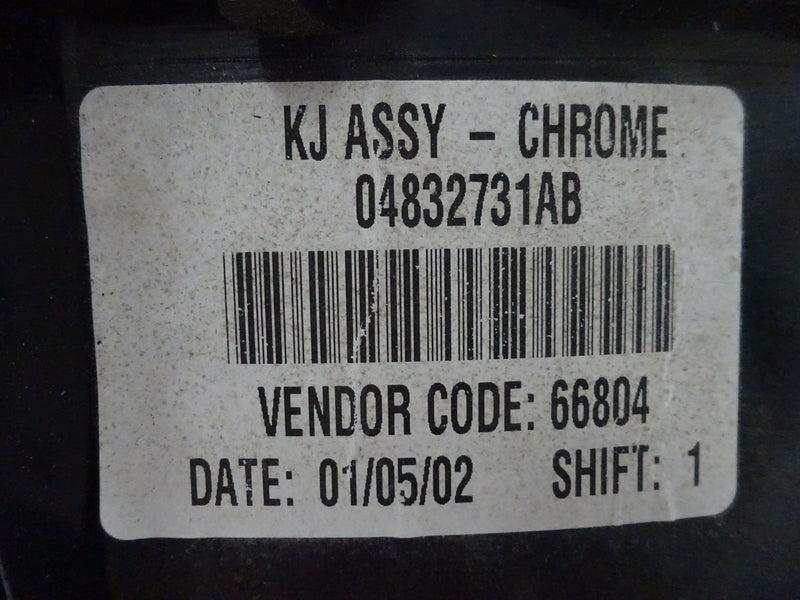 KJ ASSY - CHROME
04832731AB
VENDOR CODE: 66804
DATE: 01/05/02 SHIFT: 1